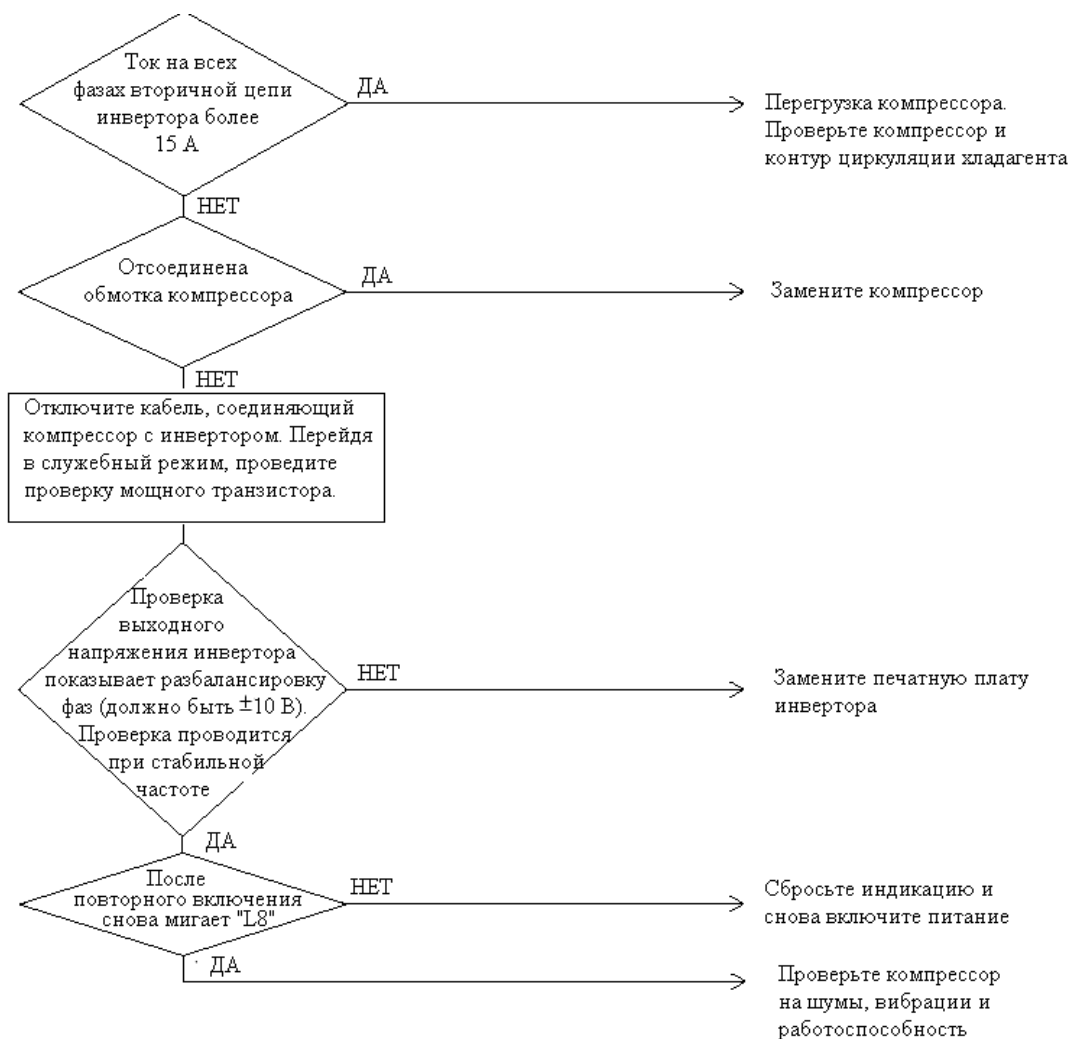 Ток на всех
фазах вторичной цепи
инвертора более
15 А
ДА
Перегрузка компрессора.
Проверьте компрессор и
контур циркуляции хладагента
НЕТ
Отсоединена
обмотка компрессора
ДА
Замените компрессор
НЕТ
Отключите кабель, соединяющий
компрессор с инвертором. Перейдя
в служебный режим, проведите
проверку мощного транзистора.
Проверка
выходного
напряжения инвертора
показывает разбалансировку
фаз (должно быть ±10 В).
Проверка проводится
при стабильной
частоте
НЕТ
Замените печатную плату
инвертора
ДА
После
повторного включения
снова мигает "L8"
НЕТ
Сбросьте индикацию и
снова включите питание
ДА
Проверьте компрессор
на шумы, вибрации и
работоспособность